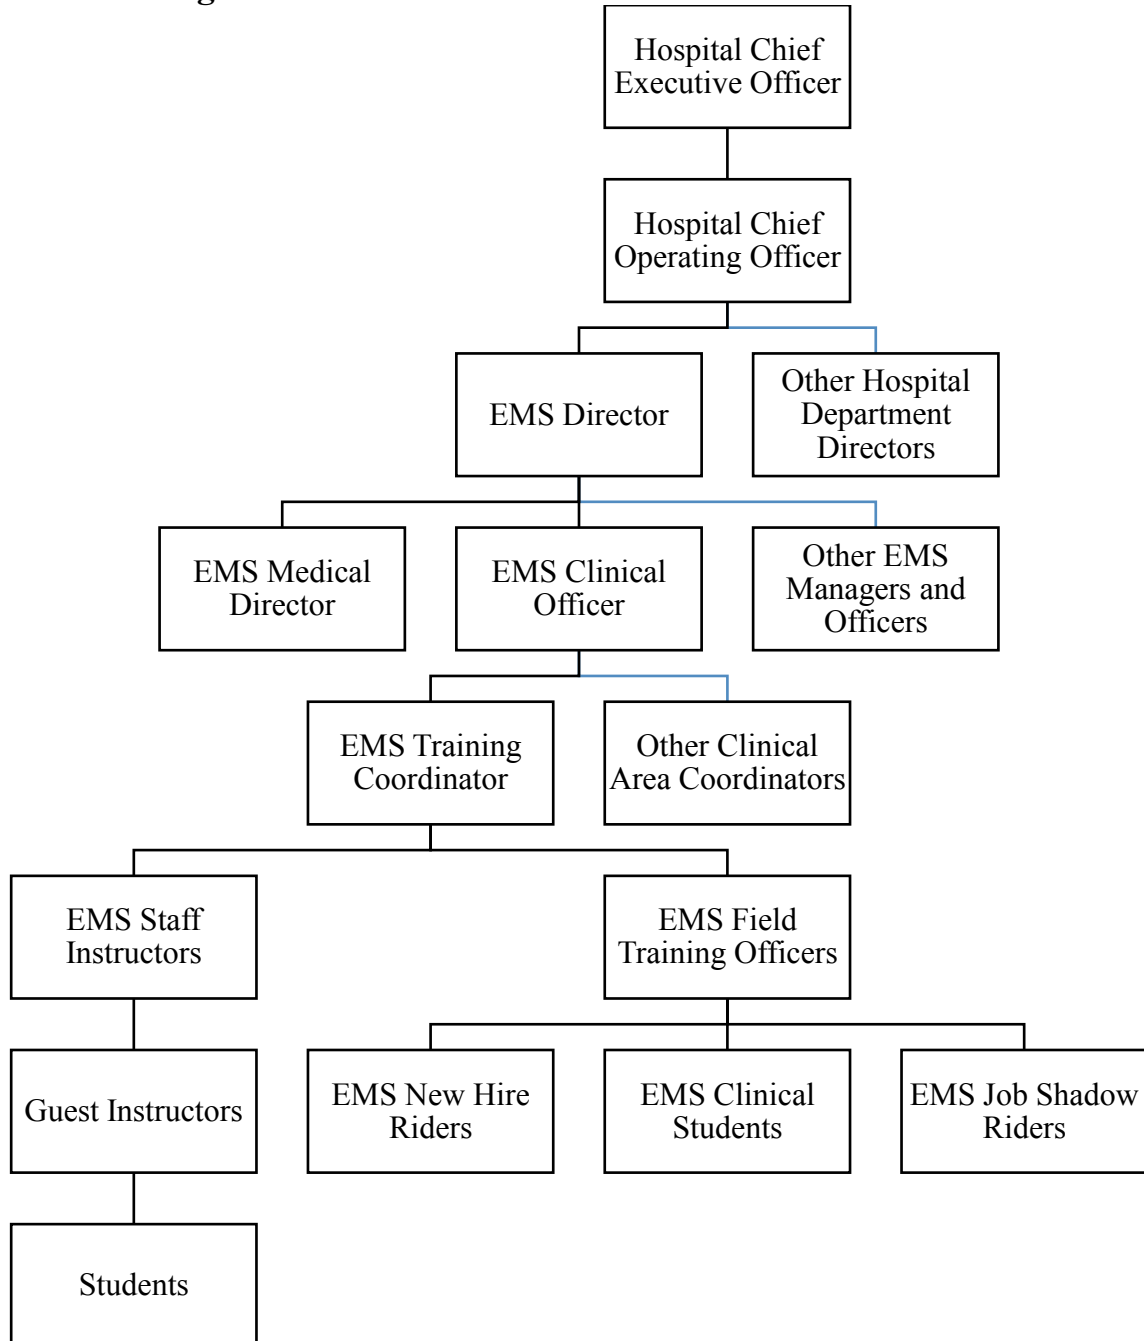 Hospital Chief
Executive Officer
Hospital Chief
Operating Officer
EMS Director
Other Hospital
Department
Directors
EMS Medical
Director
EMS Clinical
Officer
Other EMS
Managers and
Officers
EMS Training
Coordinator
Other Clinical
Area Coordinators
EMS Staff
Instructors
EMS Field
Training Officers
Guest Instructors
EMS New Hire
Riders
EMS Clinical
Students
EMS Job Shadow
Riders
Students